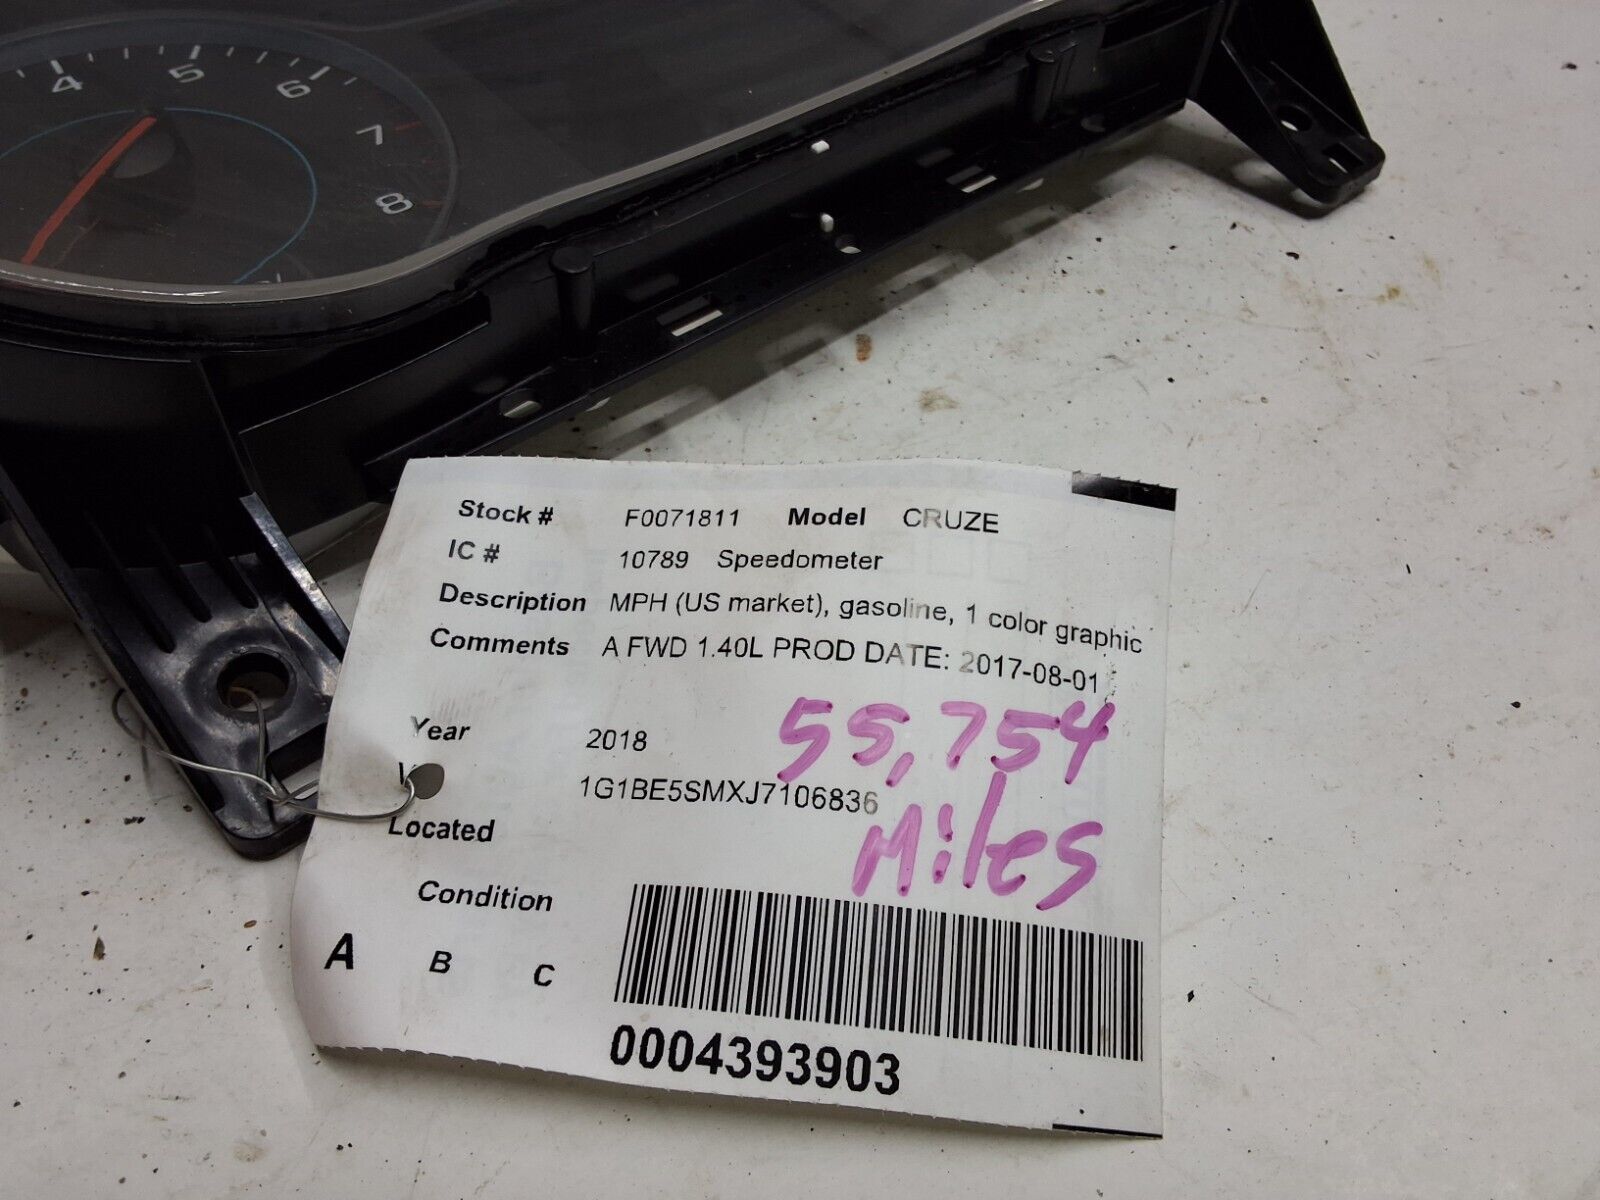 4 5 6 7 8
Stock # F0071811 Model CRUZE
IC # 10789 Speedometer
Description MPH (US market), gasoline, 1 color graphic
Comments A FWD 1.40L PROD DATE: 2017-08-01,
55,754
Year 2018
V 1G1BE5SMXJ7106836
Miles
Located
Condition
A B C
0004393903